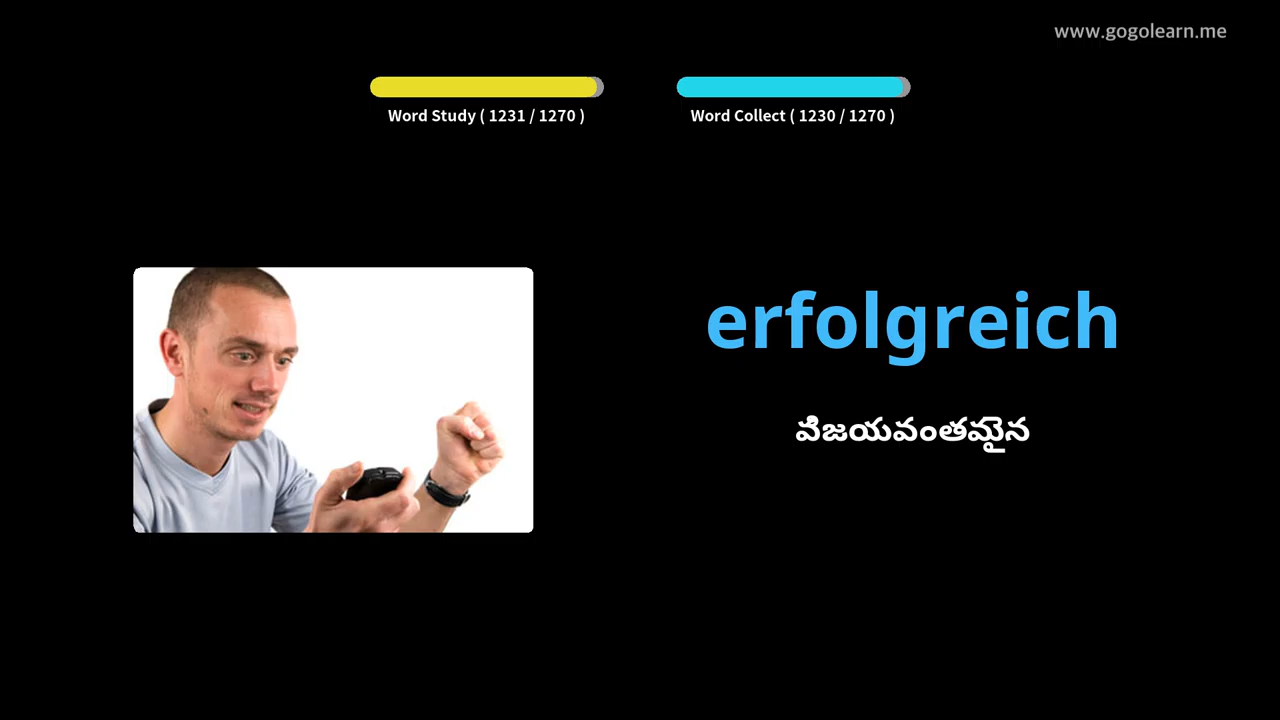 www.gogolearn.me
Word Study ( 1231 / 1270 )
Word Collect ( 1230 / 1270 )
erfolgreich
విజయవంతమైన